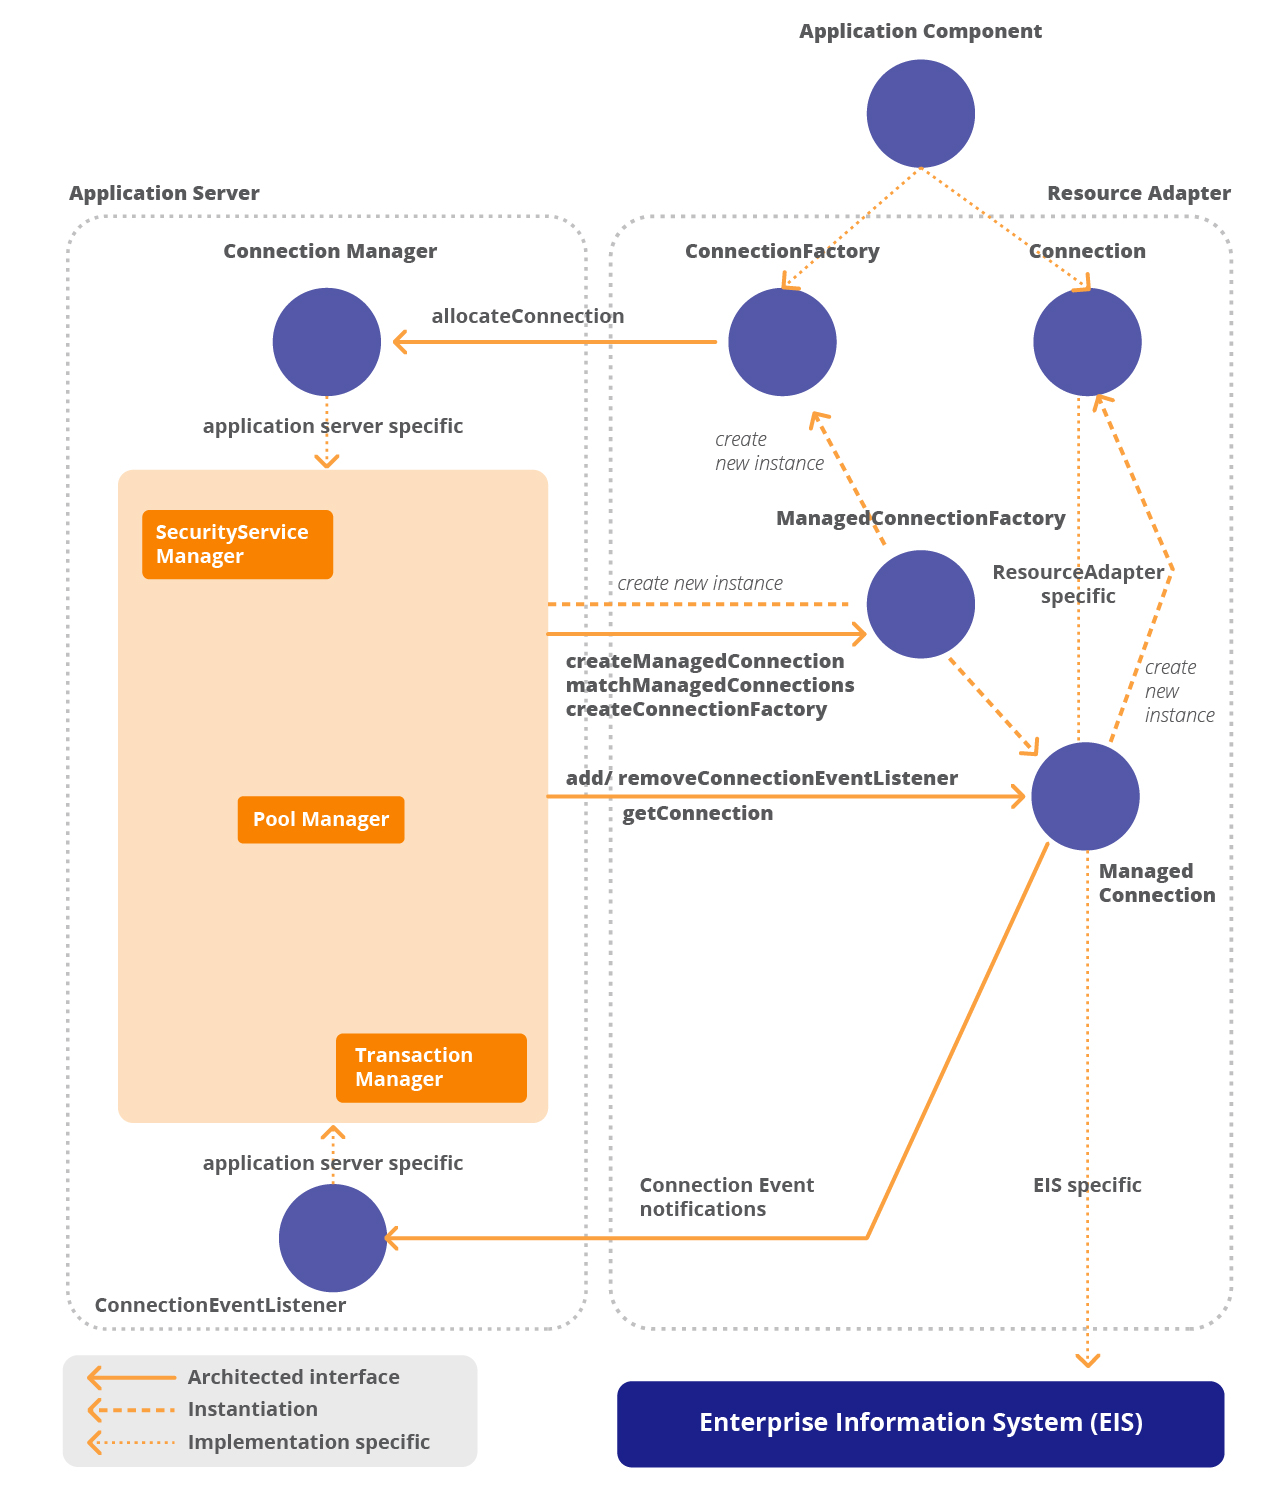 Application Component
Application Server
Resource Adapter
Connection Manager
ConnectionFactory
Connection
allocateConnection
application server specific
create
new instance
SecurityService
Manager
ManagedConnectionFactory
create new instance
ResourceAdapter
specific
createManagedConnection
matchManagedConnections
createConnectionFactory
create
new
instance
add/ removeConnectionEventListener
getConnection
Pool Manager
Managed
Connection
Transaction
Manager
application server specific
Connection Event
notifications
EIS specific
ConnectionEventListener
Architected interface
Instantiation
Implementation specific
Enterprise Information System (EIS)